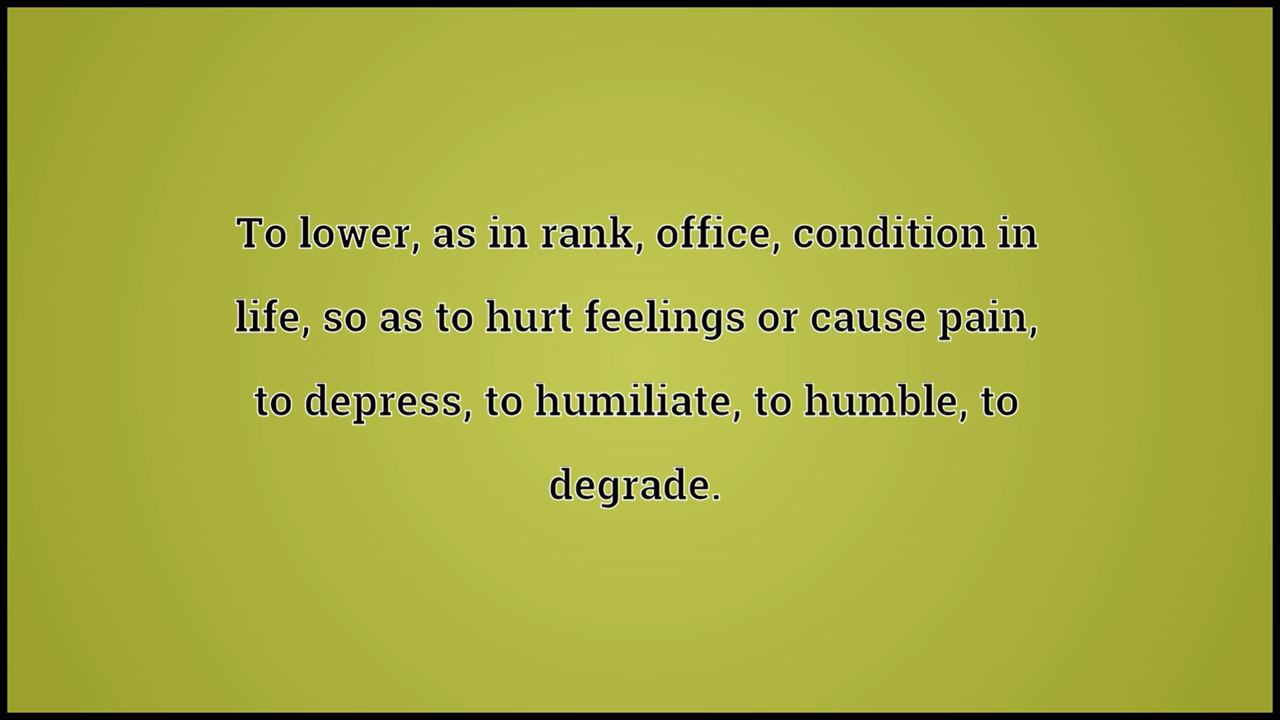 To lower, as in rank, office, condition in
life, so as to hurt feelings or cause pain,
to depress, to humiliate, to humble, to
degrade.